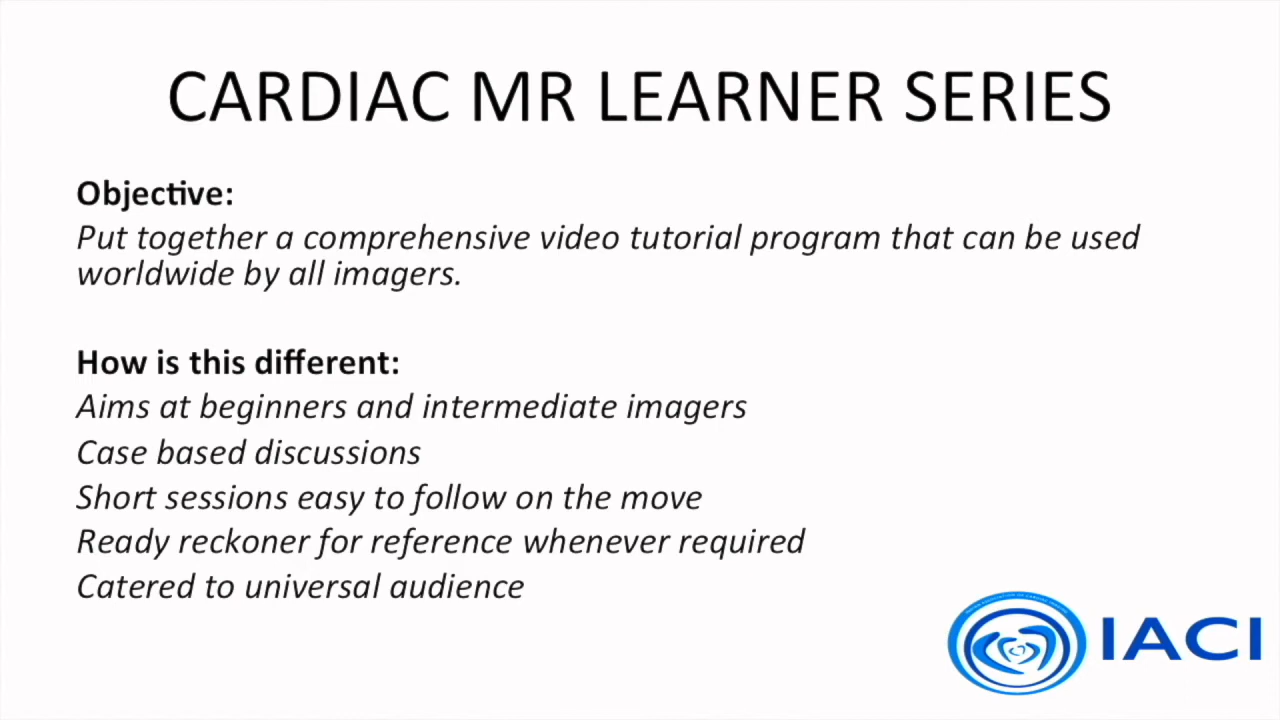 CARDIAC MR LEARNER SERIES
Objective:
Put together a comprehensive video tutorial program that can be used
worldwide by all imagers.
How is this different:
Aims at beginners and intermediate imagers
Case based discussions
Short sessions easy to follow on the move
Ready reckoner for reference whenever required
Catered to universal audience
IACI